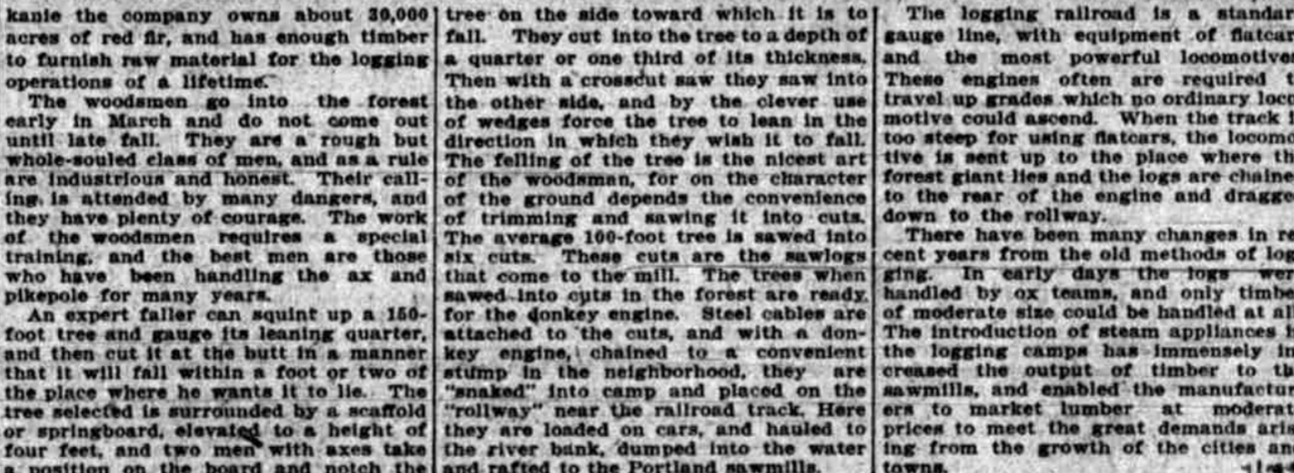 kanie the company owns about 30,000
acres of red fir, and has enough timber
to furnish raw material for the logging
operations of a lifetime.
The woodsmen go into the forest
early in March and do not come out
until late fall. They are a rough but
whole-souled class of men, and as a rule
are industrious and honest. Their call-
ing, is attended by many dangers, and
they have plenty of courage. The work
of the woodsmen requires a special
training, and the best men are those
who have been handling the ax and
pikepole for many years.
An expert faller can squint up a 150-
foot tree and gauge its leaning quarter,
and then cut it at the butt in a manner
that it will fall within a foot or two of
the place where he wants it to lie. The
tree selected is surrounded by a scaffold
or springboard, elevated to a height of
four feet, and two men with axes take
a position on the board and notch the
tree on the side toward which it is to
fall. They cut into the tree to a depth of
a quarter or one third of its thickness.
Then with a crosscut saw they saw into
the other side, and by the clever use
of wedges force the tree to lean in the
direction in which they wish it to fall.
The felling of the tree is the nicest art
of the woodsman, for on the character
of the ground depends the convenience
of trimming and sawing it into cuts.
The average 100-foot tree is sawed into
six cuts. These cuts are the sawlogs
that come to the mill. The trees when
sawed into cuts in the forest are ready
for the donkey engine. Steel cables are
attached to the cuts, and with a don-
key engine, chained to a convenient
stump in the neighborhood, they are
"snaked" into camp and placed on the
"rollway" near the railroad track. Here
they are loaded on cars, and hauled to
the river bank, dumped into the water
and rafted to the Portland sawmills.
The logging railroad is a standar
gauge line, with equipment of flatcar
and the most powerful locomotive
These engines often are required t
travel up grades which no ordinary loco
motive could ascend. When the track i
too steep for using flatcars, the locomo
tive is sent up to the place where th
forest giant lies and the logs are chaine
to the rear of the engine and dragge
down to the rollway.
There have been many changes in re
cent years from the old methods of log
ging. In early days the logs wer
handled by ox teams, and only timbe
of moderate size could be handled at al
The introduction of steam appliances i
the logging camps has immensely in
creased the output of timber to th
sawmills, and enabled the manufactur
ers to market lumber at moderat
prices to meet the great demands aris
ing from the growth of the cities an
towns.